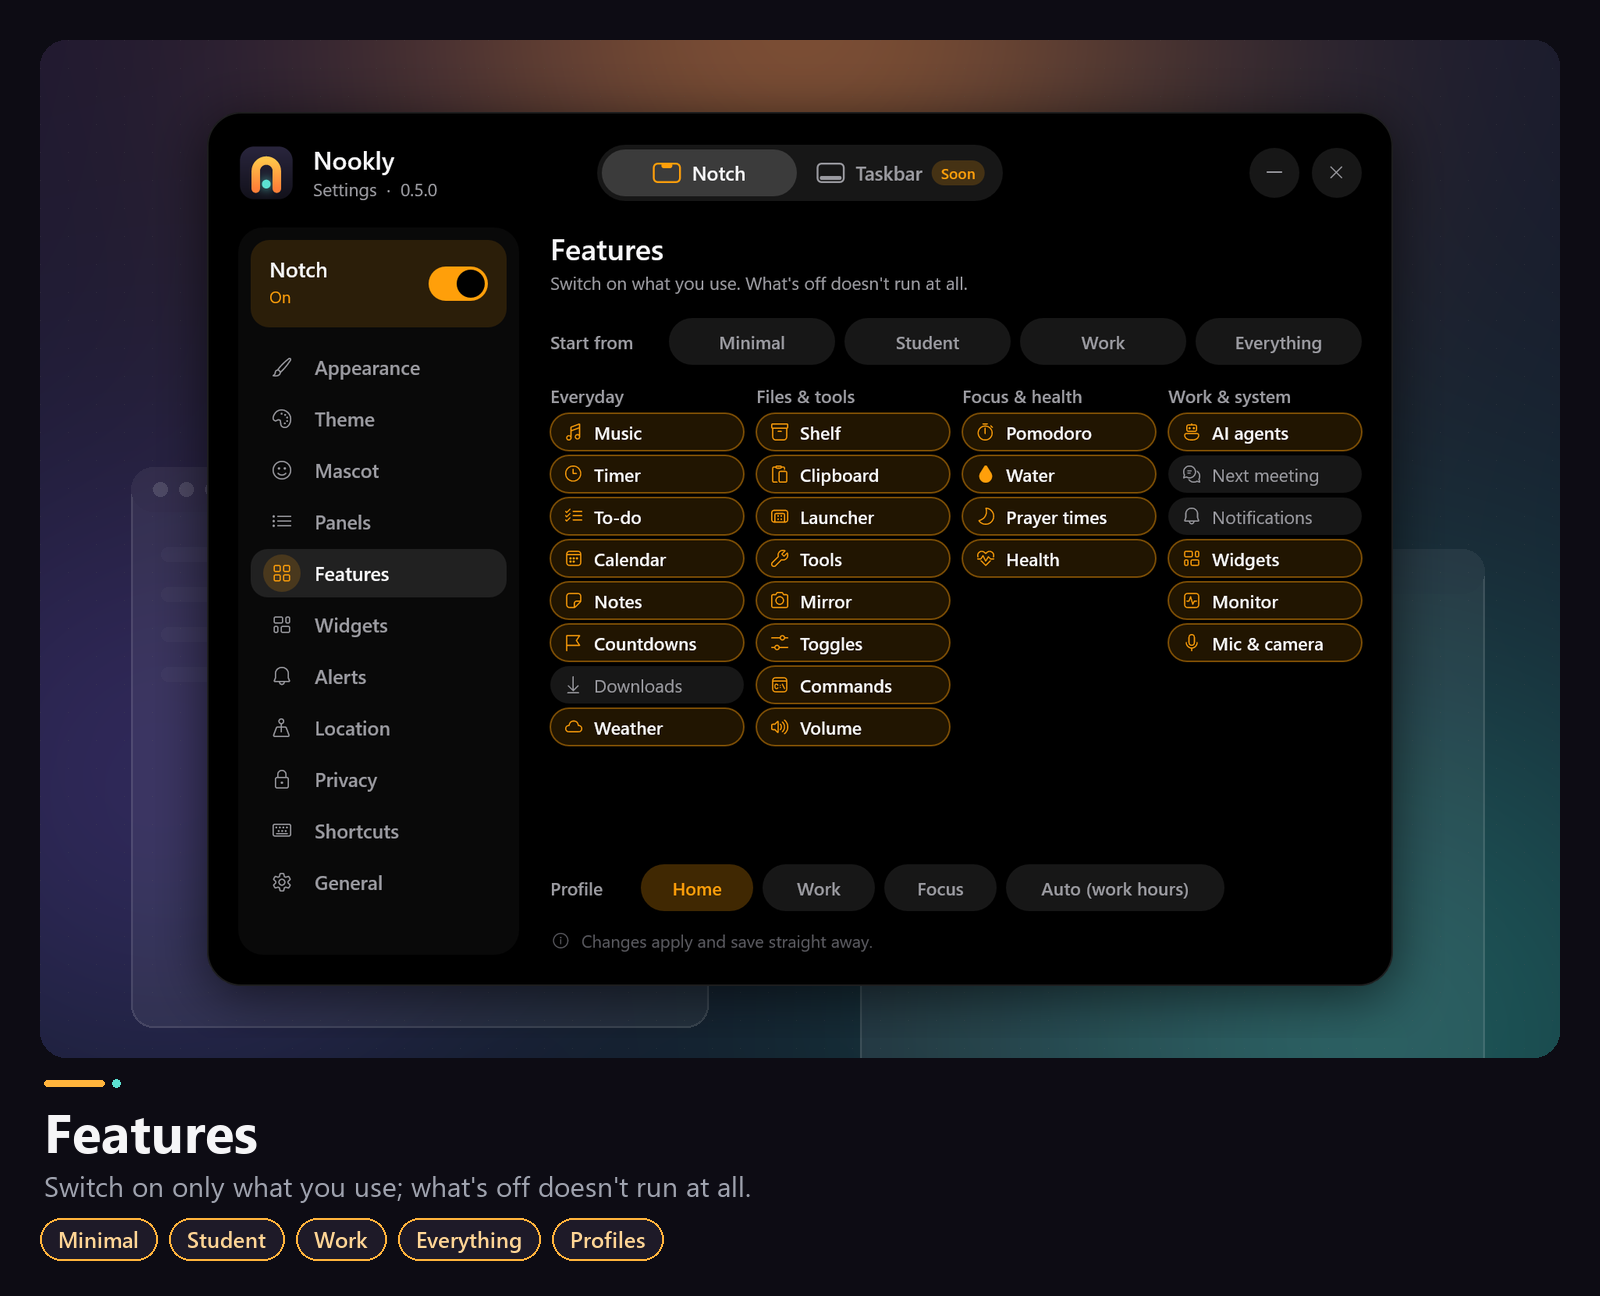 Nookly
Settings · 0.5.0
Notch
Taskbar Soon
Notch
On
Appearance
Theme
Mascot
Panels
Features
Widgets
Alerts
Location
Privacy
Shortcuts
General
Features
Switch on what you use. What's off doesn't run at all.
Start from Minimal Student Work Everything
Everyday
Music
Timer
To-do
Calendar
Notes
Countdowns
Downloads
Weather
Files & tools
Shelf
Clipboard
Launcher
Tools
Mirror
Toggles
Commands
Volume
Focus & health
Pomodoro
Water
Prayer times
Health
Work & system
AI agents
Next meeting
Notifications
Widgets
Monitor
Mic & camera
Profile Home Work Focus Auto (work hours)
Changes apply and save straight away.
Features
Switch on only what you use; what's off doesn't run at all.
Minimal Student Work Everything Profiles